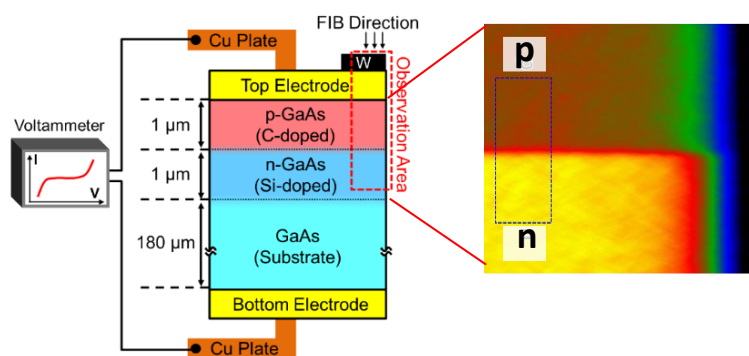 FIB Direction
Cu Plate
W
Top Electrode
Observation Area
p-GaAs
(C-doped)
1 μm
Voltammeter
I
V
n-GaAs
(Si-doped)
1 μm
GaAs
(Substrate)
180 μm
Bottom Electrode
Cu Plate
p
n